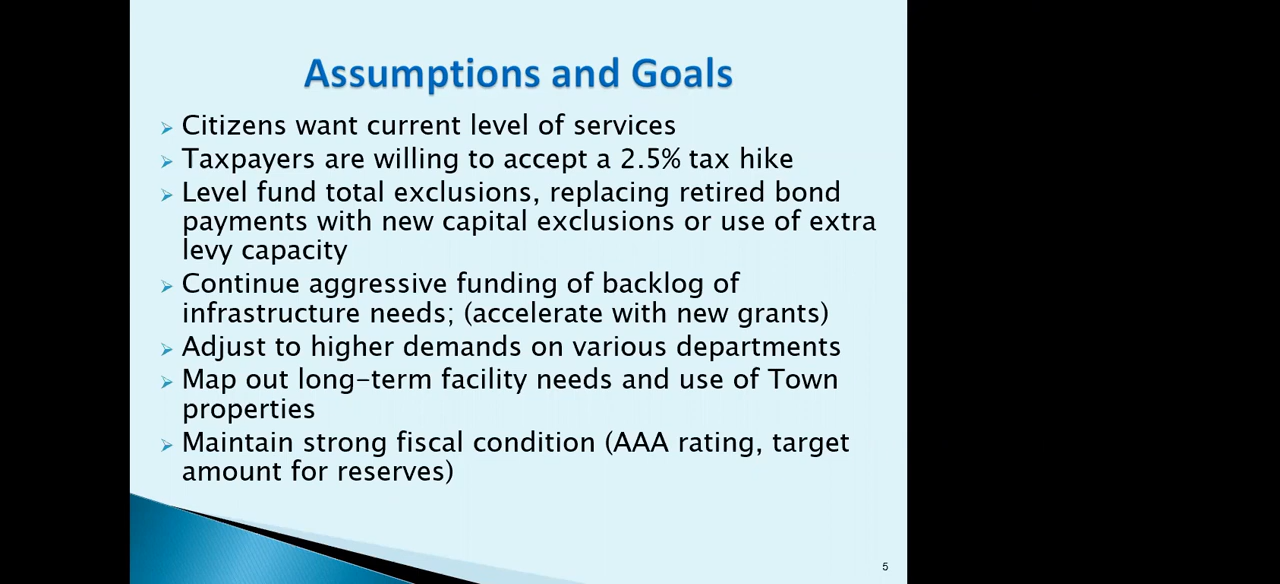 Assumptions and Goals
➢ Citizens want current level of services
➢ Taxpayers are willing to accept a 2.5% tax hike
➢ Level fund total exclusions, replacing retired bond
payments with new capital exclusions or use of extra
levy capacity
➢ Continue aggressive funding of backlog of
infrastructure needs; (accelerate with new grants)
➢ Adjust to higher demands on various departments
➢ Map out long-term facility needs and use of Town
properties
➢ Maintain strong fiscal condition (AAA rating, target
amount for reserves)
5